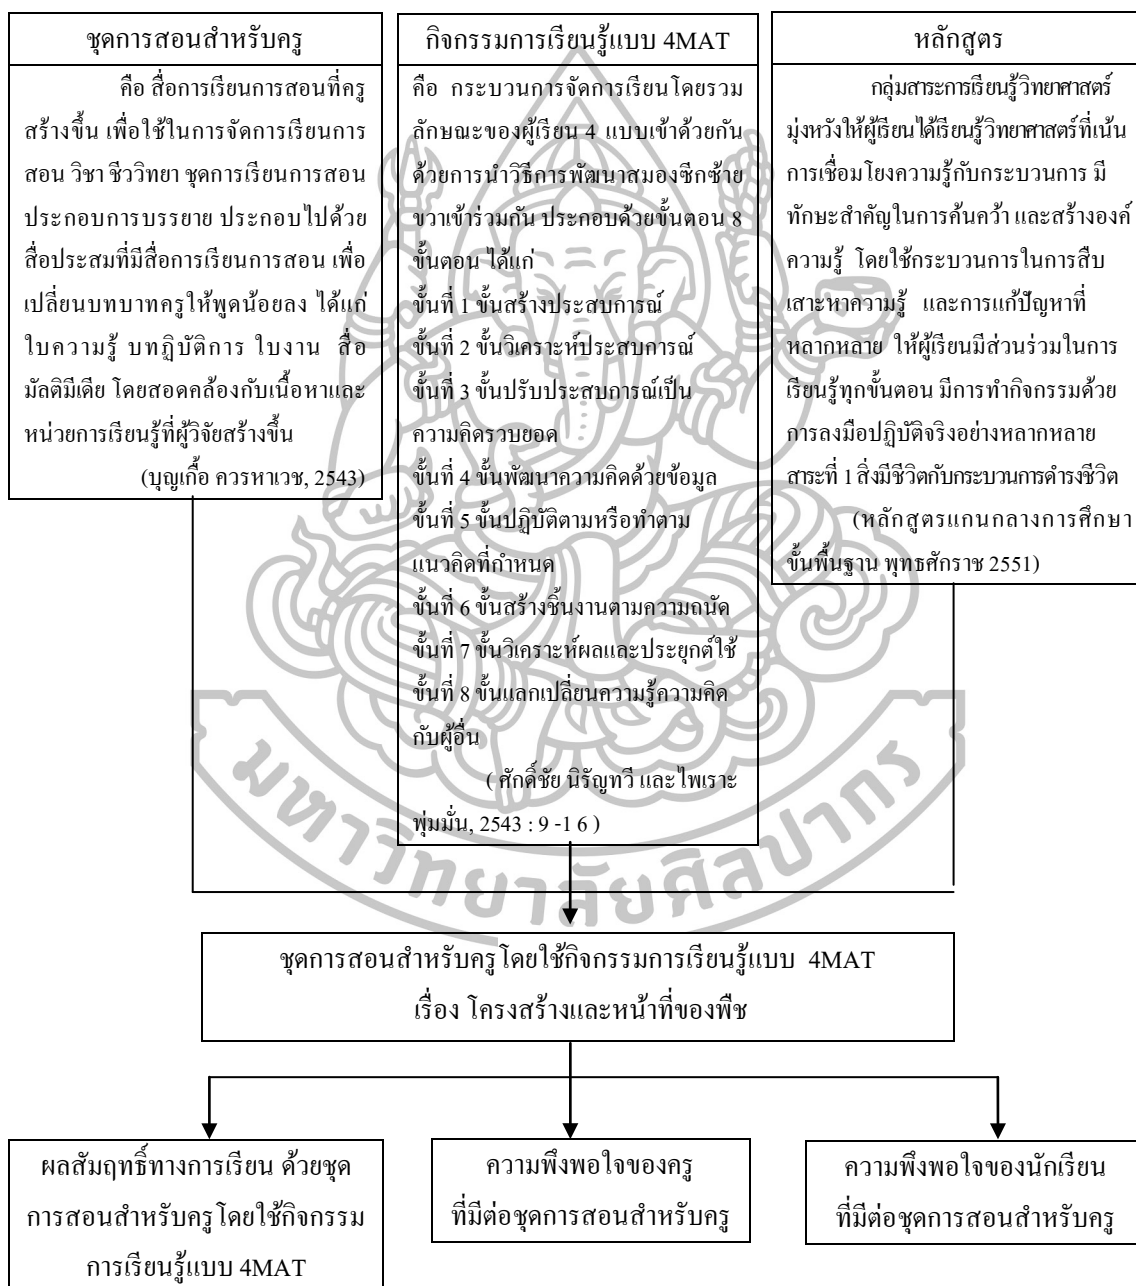 ชุดการสอนสำหรับครู
คือ สื่อการเรียนการสอนที่ครู
สร้างขึ้น เพื่อใช้ในการจัดการเรียนการ
สอน วิชา ชีววิทยา ชุดการเรียนการสอน
ประกอบการบรรยาย ประกอบไปด้วย
สื่อประสมที่มีสื่อการเรียนการสอน เพื่อ
เปลี่ยนบทบาทครูให้พูดน้อยลง ได้แก่
ใบความรู้ บทฏิบัติการ ใบงาน สื่อ
มัลติมีเดีย โดยสอดคล้องกับเนื้อหาและ
หน่วยการเรียนรู้ที่ผู้วิจัยสร้างขึ้น
(บุญเกื้อ ควรหาเวช, 2543)
กิจกรรมการเรียนรู้แบบ 4MAT
คือ กระบวนการจัดการเรียนโดยรวม
ลักษณะของผู้เรียน 4 แบบเข้าด้วยกัน
ด้วยการนำวิธีการพัฒนาสมองซีกซ้าย
ขวาเข้าร่วมกัน ประกอบด้วยขั้นตอน 8
ขั้นตอน ได้แก่
ขั้นที่ 1 ขั้นสร้างประสบการณ์
ขั้นที่ 2 ขั้นวิเคราะห์ประสบการณ์
ขั้นที่ 3 ขั้นปรับประสบการณ์เป็น
ความคิดรวบยอด
ขั้นที่ 4 ขั้นพัฒนาความคิดด้วยข้อมูล
ขั้นที่ 5 ขั้นปฏิบัติตามหรือทำตาม
แนวคิดที่กำหนด
ขั้นที่ 6 ขั้นสร้างชิ้นงานตามความถนัด
ขั้นที่ 7 ขั้นวิเคราะห์ผลและประยุกต์ใช้
ขั้นที่ 8 ขั้นแลกเปลี่ยนความรู้ความคิด
กับผู้อื่น
( ศักดิ์ชัย นิรัญทวี และไพเราะ
พุ่มมั่น, 2543 : 9 -1 6 )
หลักสูตร
กลุ่มสาระการเรียนรู้วิทยาศาสตร์
มุ่งหวังให้ผู้เรียนได้เรียนรู้วิทยาศาสตร์ที่เน้น
การเชื่อมโยงความรู้กับกระบวนการ มี
ทักษะสำคัญในการค้นคว้า และสร้างองค์
ความรู้ โดยใช้กระบวนการในการสืบ
เสาะหาความรู้ และการแก้ปัญหาที่
หลากหลาย ให้ผู้เรียนมีส่วนร่วมในการ
เรียนรู้ทุกขั้นตอน มีการทำกิจกรรมด้วย
การลงมือปฏิบัติจริงอย่างหลากหลาย
สาระที่ 1 สิ่งมีชีวิตกับกระบวนการดำรงชีวิต
(หลักสูตรแกนกลางการศึกษา
ขั้นพื้นฐาน พุทธศักราช 2551)
มหาวิทยาลัยศิลปากร
ชุดการสอนสำหรับครู โดยใช้กิจกรรมการเรียนรู้แบบ 4MAT
เรื่อง โครงสร้างและหน้าที่ของพืช
ผลสัมฤทธิ์ทางการเรียน ด้วยชุด
การสอนสำหรับครู โดยใช้กิจกรรม
การเรียนรู้แบบ 4MAT
ความพึงพอใจของครู
ที่มีต่อชุดการสอนสำหรับครู
ความพึงพอใจของนักเรียน
ที่มีต่อชุดการสอนสำหรับครู